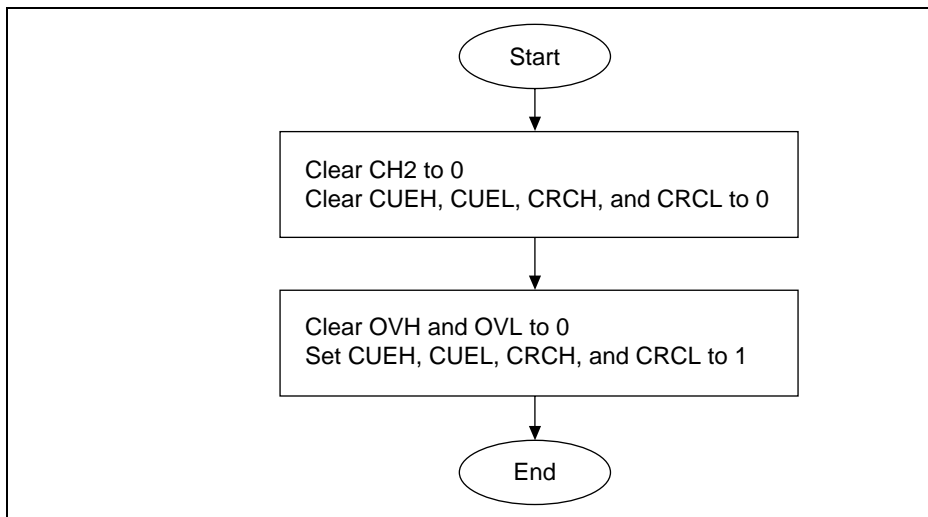 Start
Clear CH2 to 0
Clear CUEH, CUEL, CRCH, and CRCL to 0
Clear OVH and OVL to 0
Set CUEH, CUEL, CRCH, and CRCL to 1
End